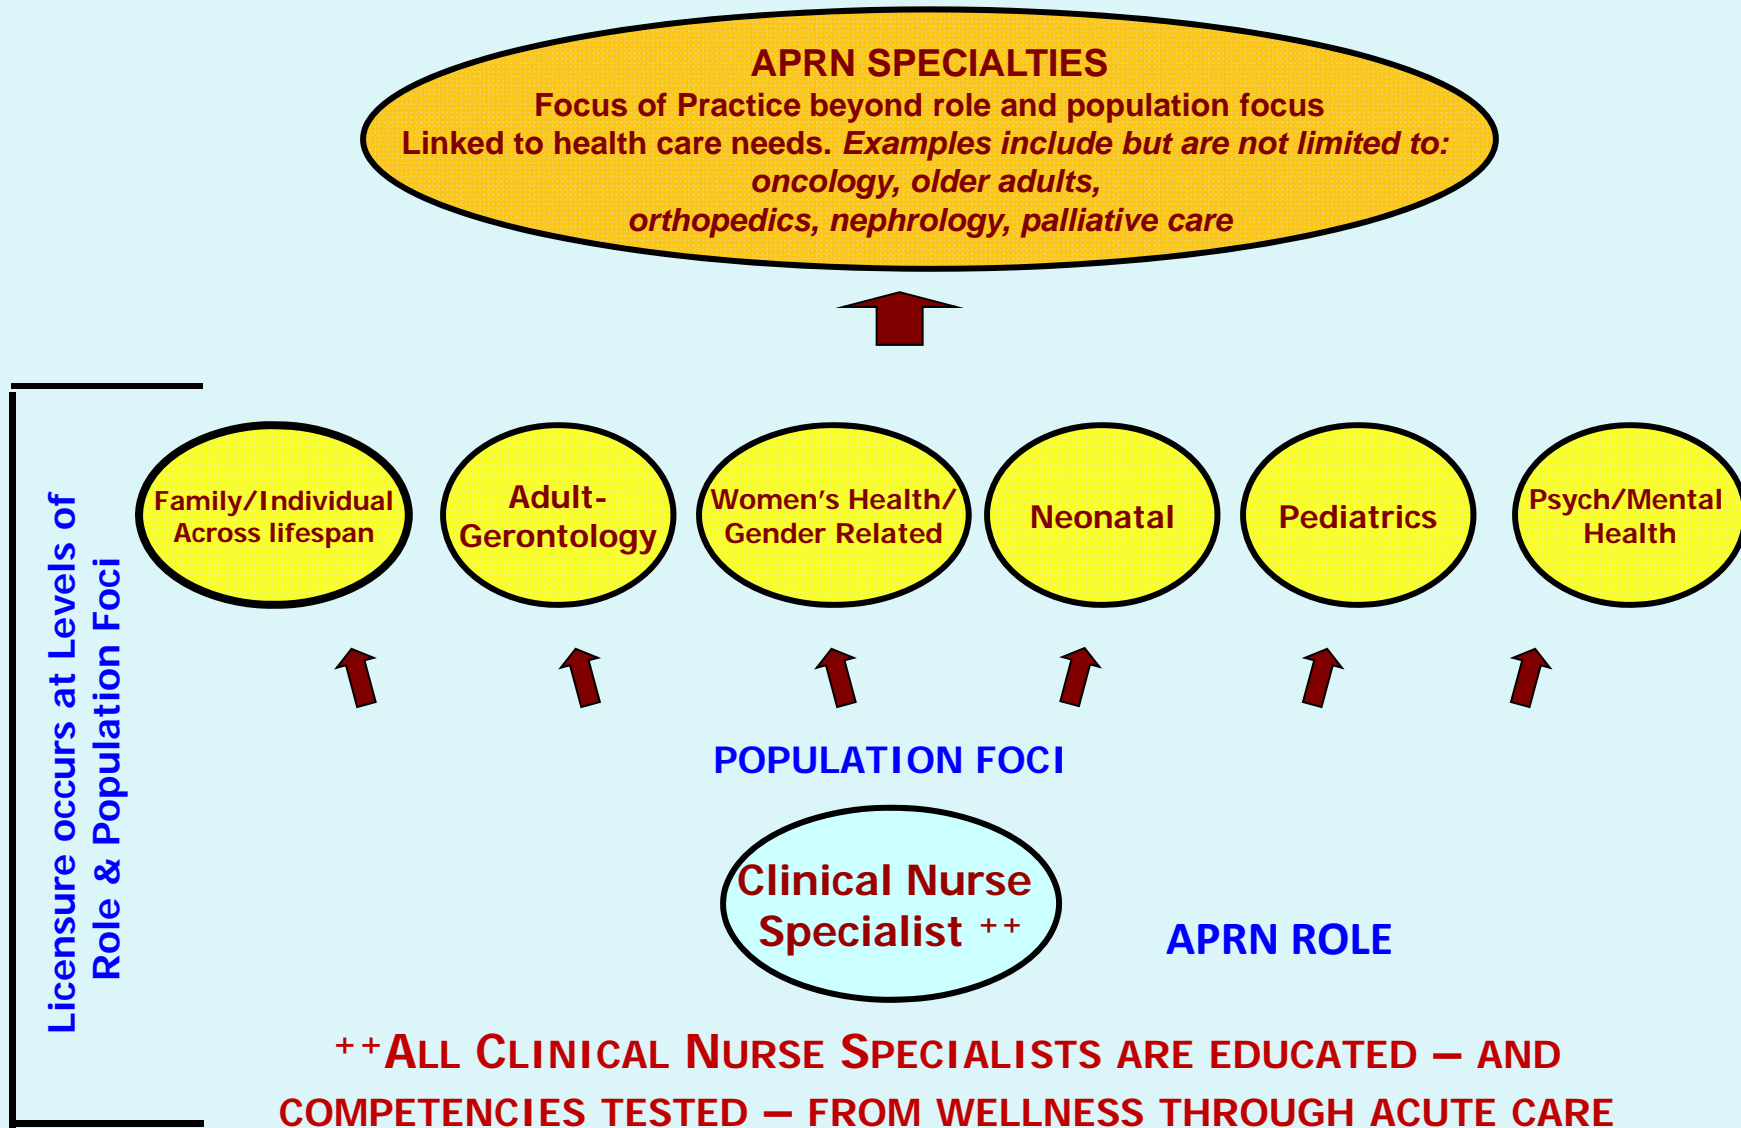 APRN SPECIALTIES
Focus of Practice beyond role and population focus
Linked to health care needs. Examples include but are not limited to:
oncology, older adults,
orthopedics, nephrology, palliative care
Licensure occurs at Levels of
Role & Population Foci
Family/Individual
Across lifespan
Adult-
Gerontology
Women's Health/
Gender Related
Neonatal
Pediatrics
Psych/Mental
Health
POPULATION FOCI
Clinical Nurse
Specialist ++
APRN ROLE
++ALL CLINICAL NURSE SPECIALISTS ARE EDUCATED – AND
COMPETENCIES TESTED – FROM WELLNESS THROUGH ACUTE CARE